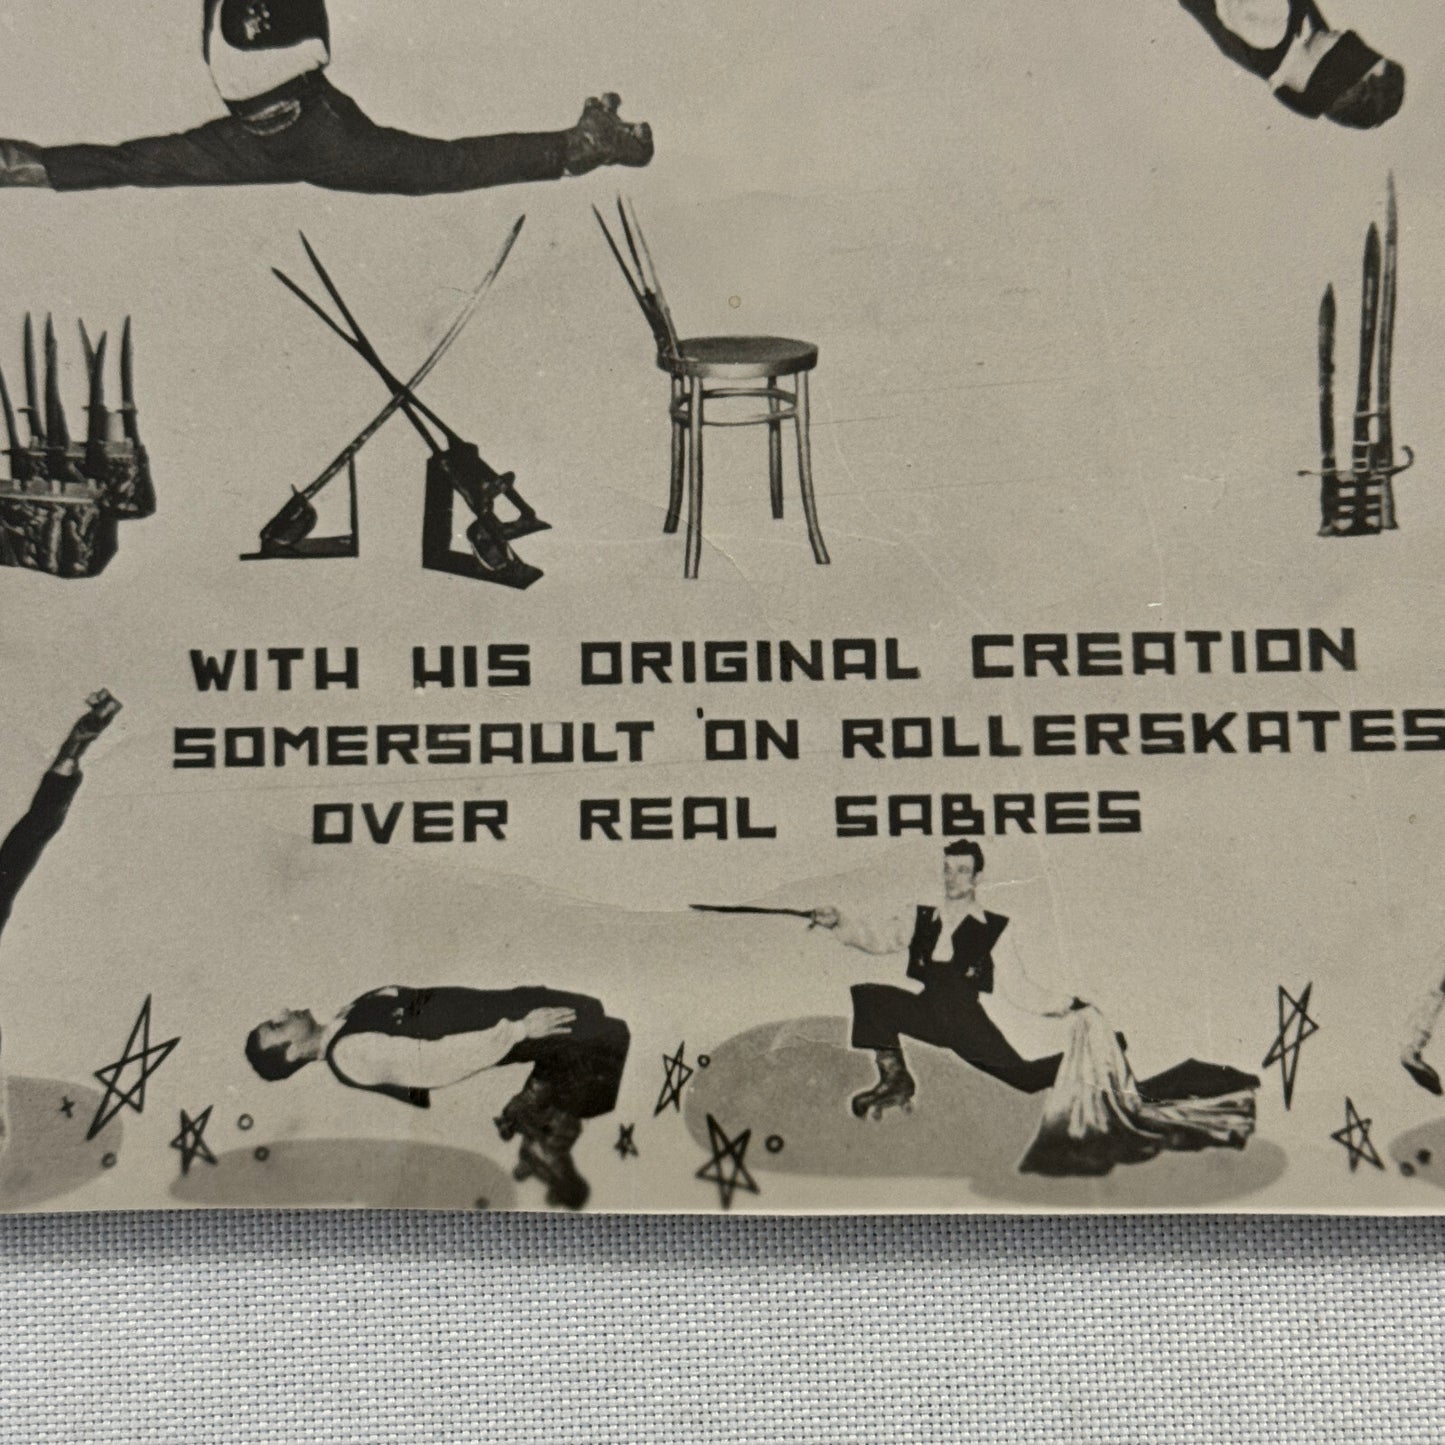 WITH HIS ORIGINAL CREATION
SOMERSAULT 'ON ROLLERSKATES
OVER REAL SABRES